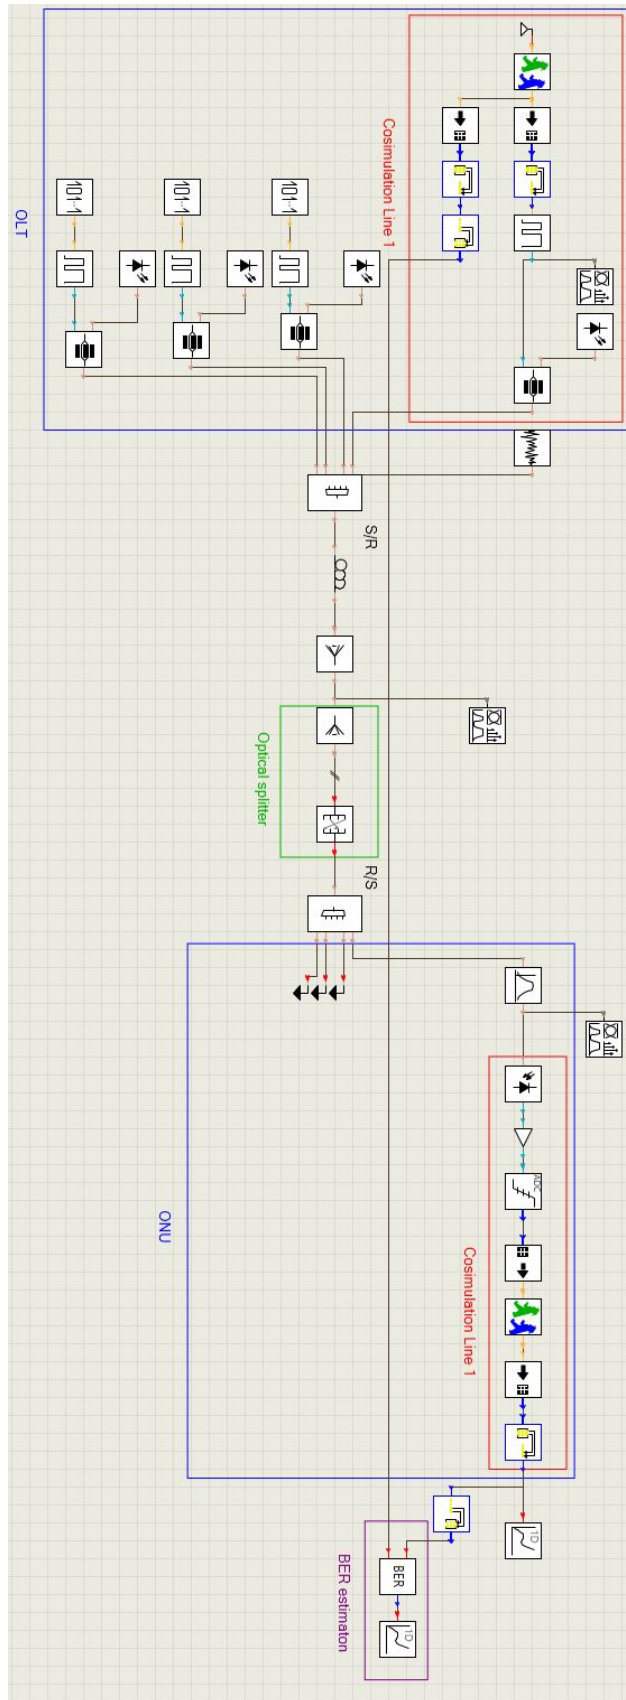 Cosimulation Line 1
101~1
101~1
101~1
OLT
S/R
Optical splitter
R/S
ADC
ONU
Cosimulation Line 1
1D
BER
1D
BER estimaton